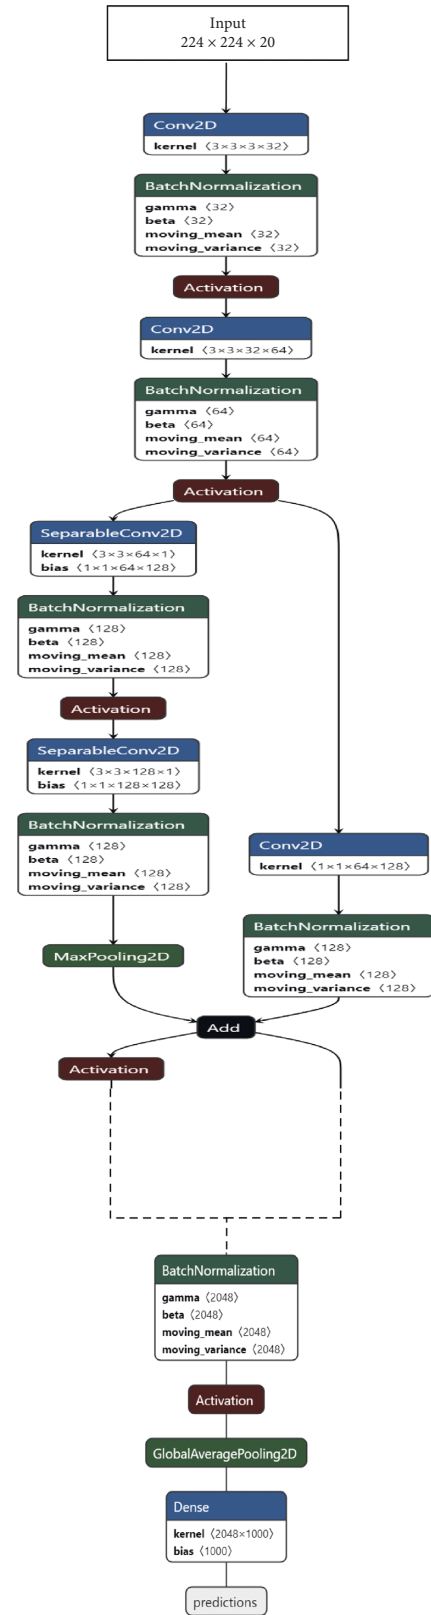 Input
224 × 224 × 20
Conv2D
kernel ⟨3×3×3×32⟩
BatchNormalization
gamma ⟨32⟩
beta ⟨32⟩
moving_mean ⟨32⟩
moving_variance ⟨32⟩
Activation
Conv2D
kernel ⟨3×3×32×64⟩
BatchNormalization
gamma ⟨64⟩
beta ⟨64⟩
moving_mean ⟨64⟩
moving_variance ⟨64⟩
Activation
SeparableConv2D
kernel ⟨3×3×64×1⟩
bias ⟨1×1×64×128⟩
BatchNormalization
gamma ⟨128⟩
beta ⟨128⟩
moving_mean ⟨128⟩
moving_variance ⟨128⟩
Activation
SeparableConv2D
kernel ⟨3×3×128×1⟩
bias ⟨1×1×128×128⟩
BatchNormalization
gamma ⟨128⟩
beta ⟨128⟩
moving_mean ⟨128⟩
moving_variance ⟨128⟩
MaxPooling2D
Conv2D
kernel ⟨1×1×64×128⟩
BatchNormalization
gamma ⟨128⟩
beta ⟨128⟩
moving_mean ⟨128⟩
moving_variance ⟨128⟩
Add
Activation
BatchNormalization
gamma ⟨2048⟩
beta ⟨2048⟩
moving_mean ⟨2048⟩
moving_variance ⟨2048⟩
Activation
GlobalAveragePooling2D
Dense
kernel ⟨2048×1000⟩
bias ⟨1000⟩
predictions